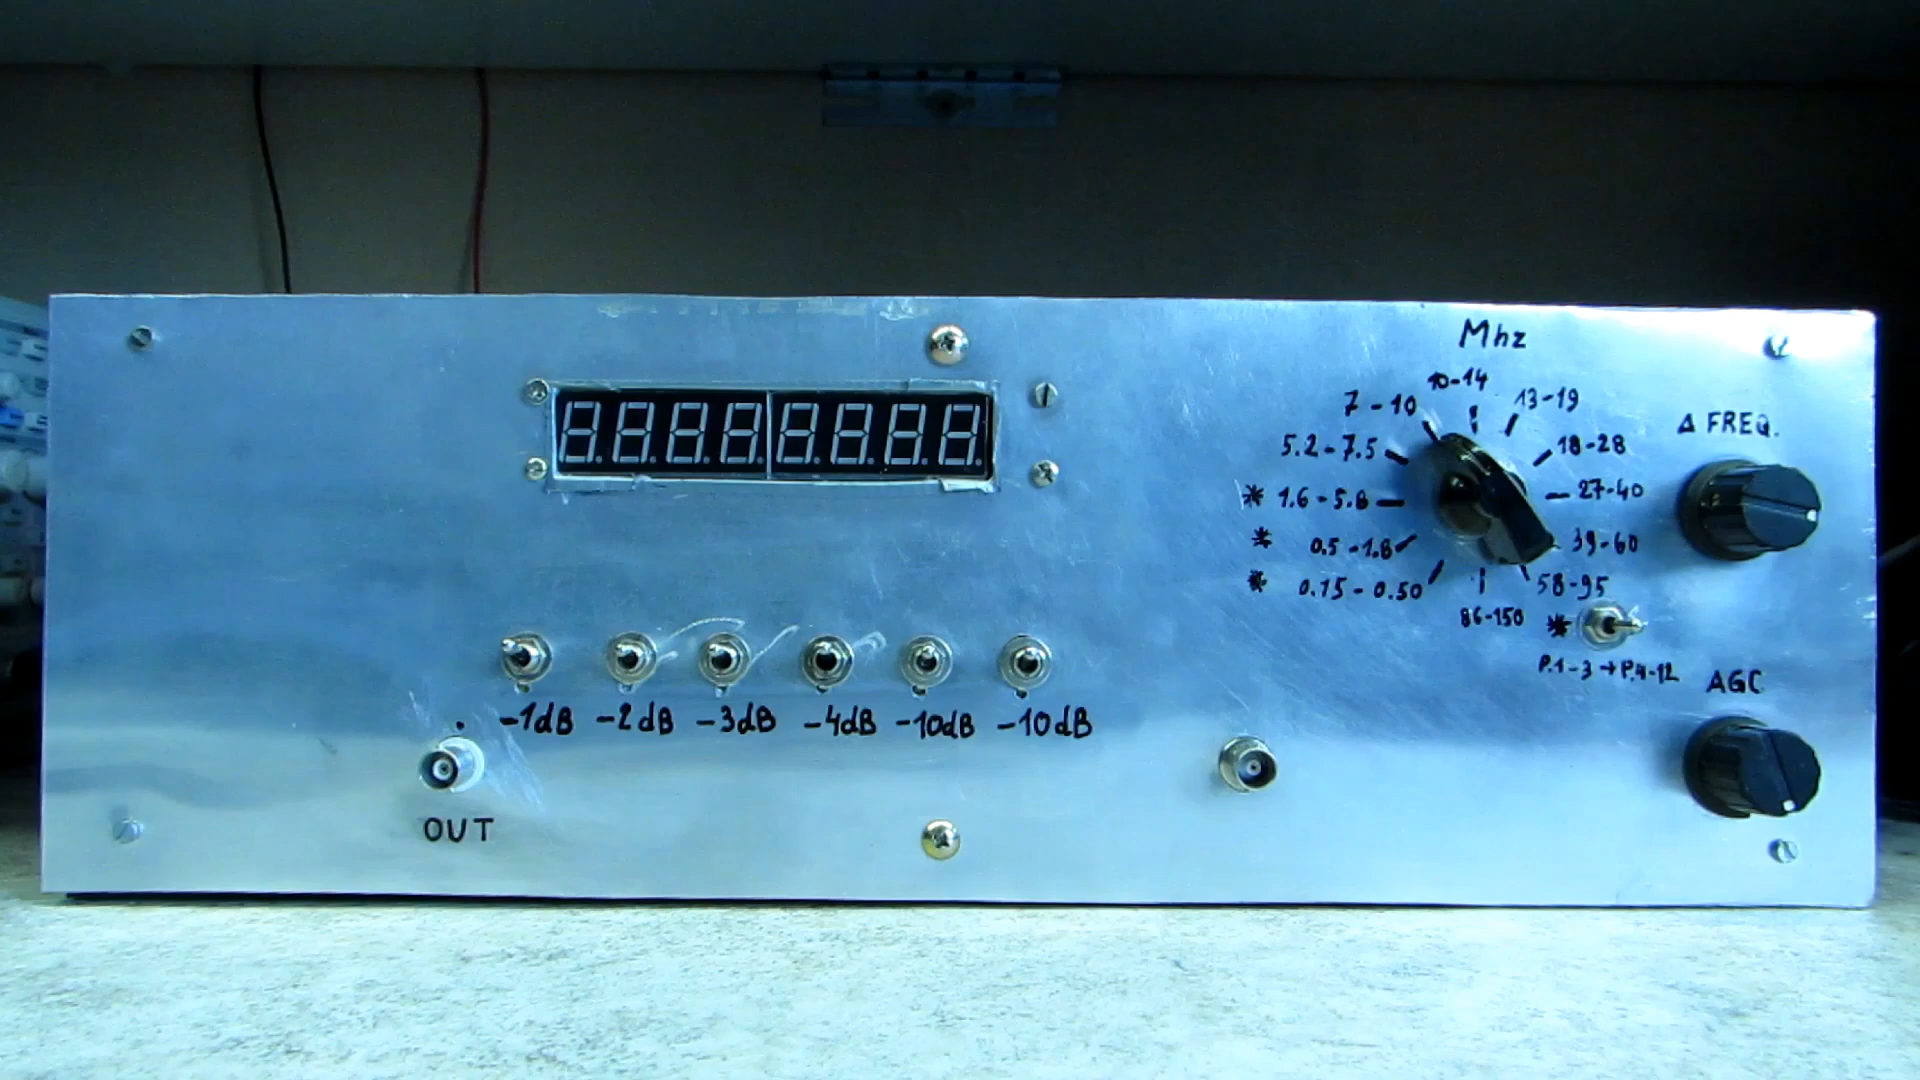 Mhz
10-14
7-10
13-19
5.2-7.5
18-28
* 1.6-5.8
27-40
* 0.5-1.8
39-60
* 0.15-0.50
58-95
86-150
*
P.1-3→P.4-12
Δ FREQ.
AGC
-1dB -2dB -3dB -4dB -10dB -10dB
OUT